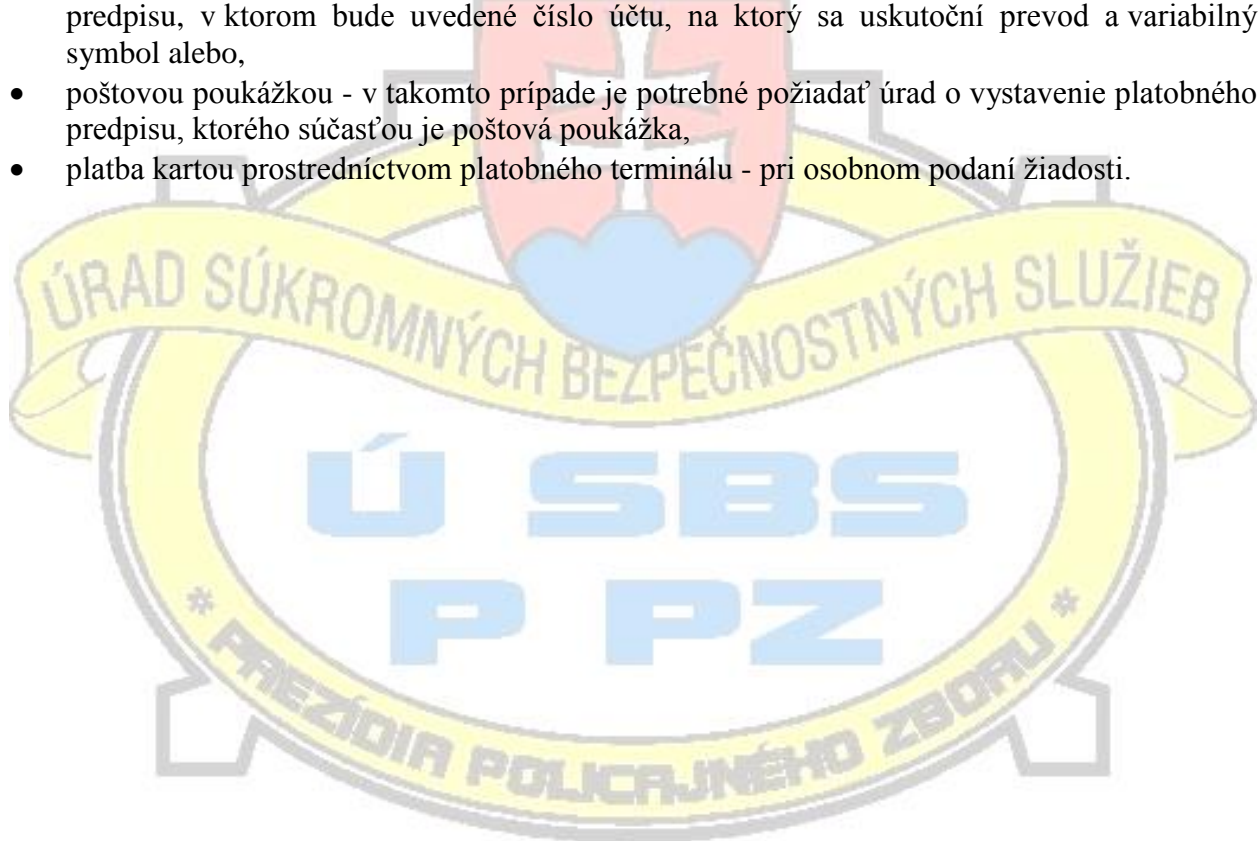 predpisu, v ktorom bude uvedené číslo účtu, na ktorý sa uskutoční prevod a variabilný
symbol alebo,
• poštovou poukážkou - v takomto prípade je potrebné požiadať úrad o vystavenie platobného
predpisu, ktorého súčasťou je poštová poukážka,
• platba kartou prostredníctvom platobného terminálu - pri osobnom podaní žiadosti.
ÚRAD SÚKROMNÝCH BEZPEČNOSTNÝCH SLUŽIEB
Ú SBS
P PZ
* PREZÍDIA POLICAJNÉHO ZBORU *